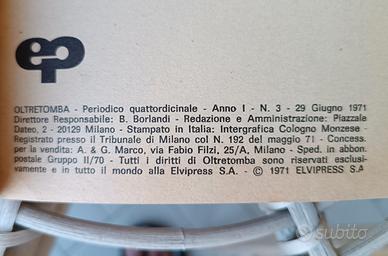 ep
OLTRETOMBA - Periodico quattordicinale - Anno I - N. 3 - 29 Giugno 1971
Direttore Responsabile: B. Borlandi - Redazione e Amministrazione: Piazzale
Dateo, 2 - 20129 Milano - Stampato in Italia: Intergrafica Cologno Monzese -
Registrato presso il Tribunale di Milano col N. 192 del maggio 71 - Concess.
per la vendita: A. & G. Marco, via Fabio Filzi, 25/A, Milano - Sped. in abbon.
postale Gruppo II/70 - Tutti i diritti di Oltretomba sono riservati esclusi-
vamente e in tutto il mondo alla Elvipress S.A. - © 1971 ELVIPRESS S.A
subito